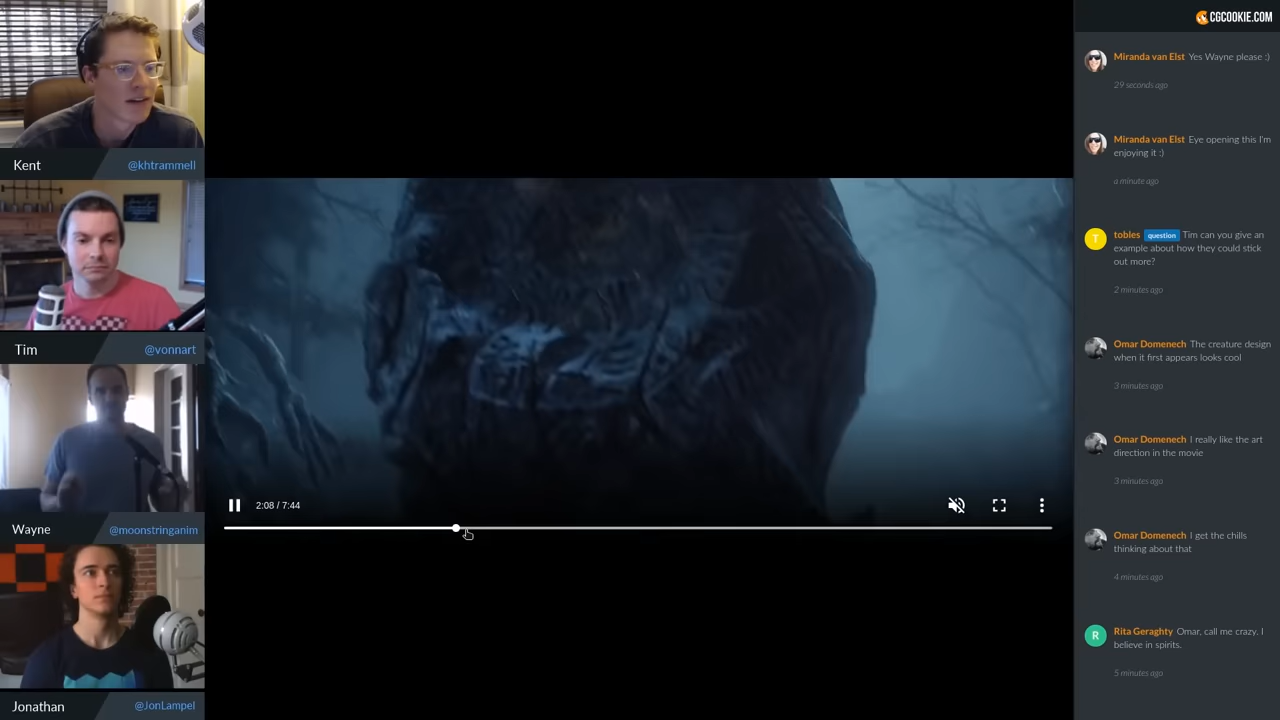 CGCOOKIE.COM
Kent
@khtrammell
Tim
@vonnart
Wayne
@moonstringanim
Jonathan
@JonLampel
2:08 / 7:44
Miranda van Elst Yes Wayne please :)
29 seconds ago
Miranda van Elst Eye opening this I'm
enjoying it :)
a minute ago
T
tobles question Tim can you give an
example about how they could stick
out more?
2 minutes ago
Omar Domenech The creature design
when it first appears looks cool
3 minutes ago
Omar Domenech I really like the art
direction in the movie
3 minutes ago
Omar Domenech I get the chills
thinking about that
4 minutes ago
R
Rita Geraghty Omar, call me crazy. I
believe in spirits.
5 minutes ago